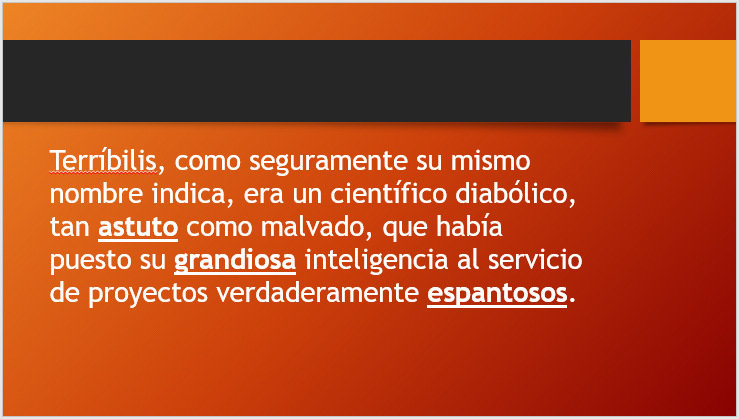 Terríbilis, como seguramente su mismo
nombre indica, era un científico diabólico,
tan astuto como malvado, que había
puesto su grandiosa inteligencia al servicio
de proyectos verdaderamente espantosos.